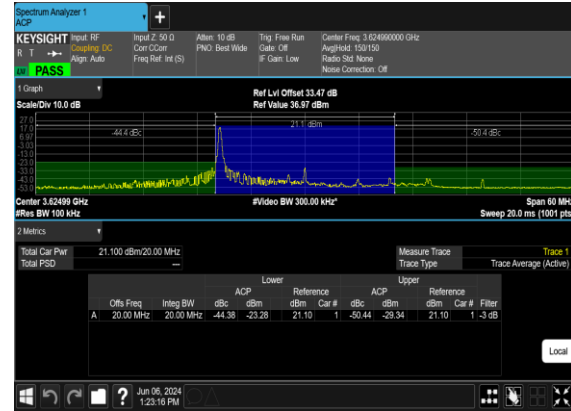 Spectrum Analyzer 1
ACP
KEYSIGHT Input: RF Input Z: 50 Ω Atten: 10 dB Trig: Free Run Center Freq: 3.624990000 GHz
R T Coupling: DC Corr CCorr PNO: Best Wide Gate: Off Avg|Hold: 150/150
Align: Auto Freq Ref: Int (S) IF Gain: Low Radio Std: None
Noise Correction: Off
PASS
1 Graph Ref Lvl Offset 33.47 dB
Scale/Div 10.0 dB Ref Value 36.97 dBm
27.0
17.0 21.1 dBm
6.97 -44.4 dBc -50.4 dBc
-3.03
-13.0
-23.0
-33.0
-43.0
-53.0
Center 3.62499 GHz #Video BW 300.00 kHz* Span 60 MHz
#Res BW 100 kHz Sweep 20.0 ms (1001 pts
2 Metrics
Total Car Pwr 21.100 dBm/20.00 MHz Measure Trace Trace 1
Total PSD --- Trace Type Trace Average (Active)
Lower Upper
ACP Reference ACP Reference
Offs Freq Integ BW dBc dBm dBm Car # dBc dBm dBm Car # Filter
A 20.00 MHz 20.00 MHz -44.38 -23.28 21.10 1 -50.44 -29.34 21.10 1 -3 dB
Local
Jun 06, 2024
1:23:16 PM